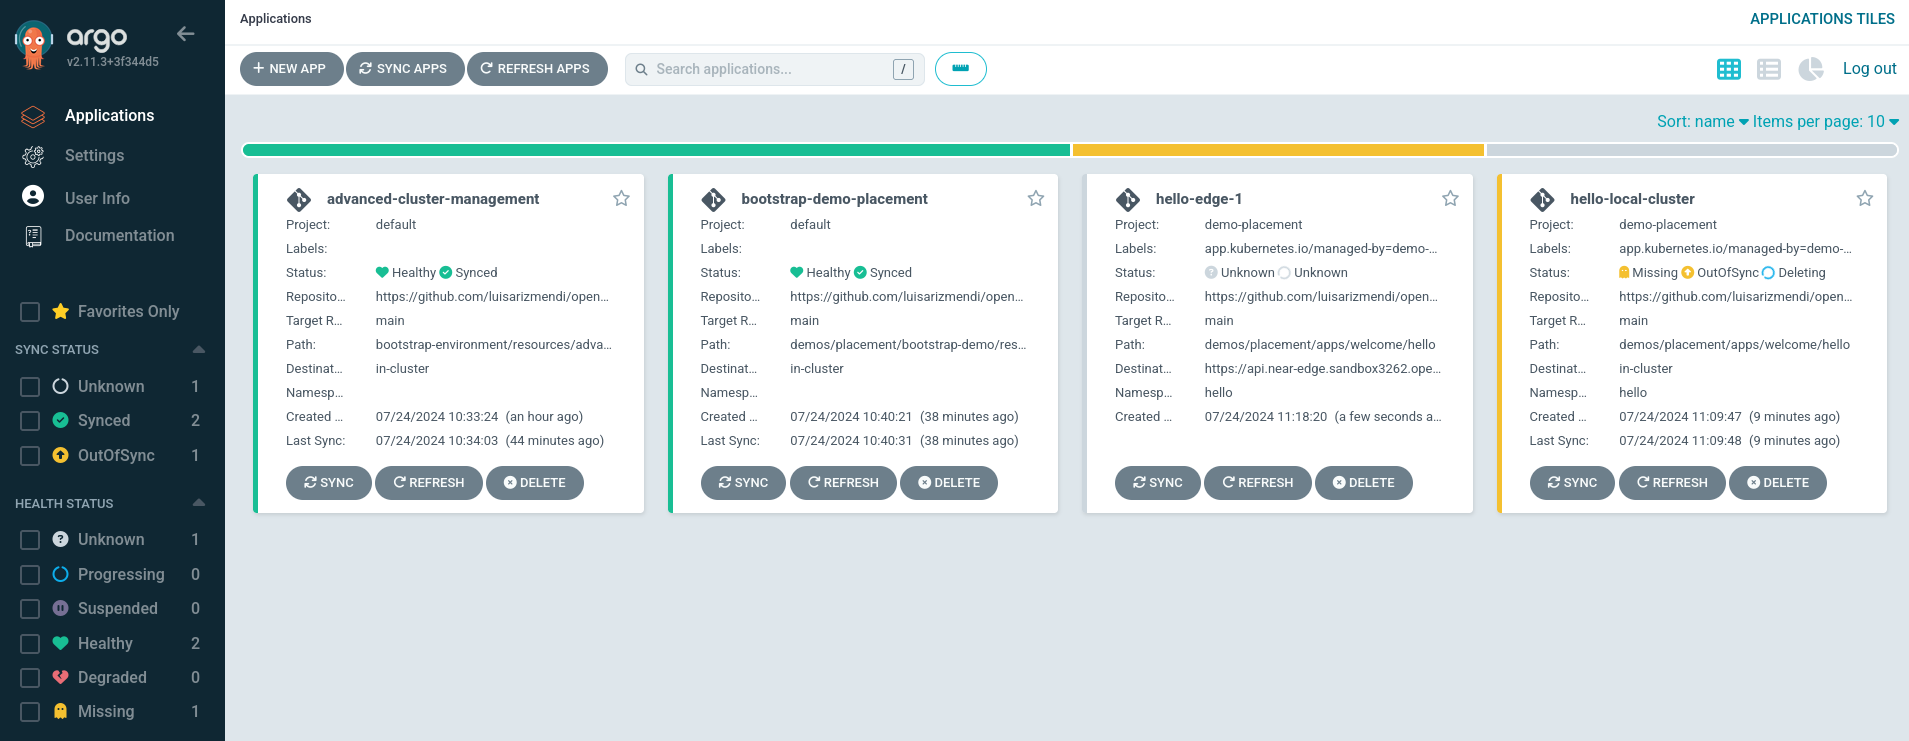 argo
v2.11.3+3f344d5
Applications
Settings
User Info
Documentation
Favorites Only
SYNC STATUS
Unknown 1
Synced 2
OutOfSync 1
HEALTH STATUS
Unknown 1
Progressing 0
Suspended 0
Healthy 2
Degraded 0
Missing 1
Applications
APPLICATIONS TILES
NEW APP SYNC APPS REFRESH APPS Search applications... / Log out
Sort: name Items per page: 10
advanced-cluster-management
Project: default
Labels:
Status: Healthy Synced
Reposito... https://github.com/luisarizmendi/open...
Target R... main
Path: bootstrap-environment/resources/adva...
Destinat... in-cluster
Namesp...
Created ... 07/24/2024 10:33:24 (an hour ago)
Last Sync: 07/24/2024 10:34:03 (44 minutes ago)
SYNC REFRESH DELETE
bootstrap-demo-placement
Project: default
Labels:
Status: Healthy Synced
Reposito... https://github.com/luisarizmendi/open...
Target R... main
Path: demos/placement/bootstrap-demo/res...
Destinat... in-cluster
Namesp...
Created ... 07/24/2024 10:40:21 (38 minutes ago)
Last Sync: 07/24/2024 10:40:31 (38 minutes ago)
SYNC REFRESH DELETE
hello-edge-1
Project: demo-placement
Labels: app.kubernetes.io/managed-by=demo-...
Status: Unknown Unknown
Reposito... https://github.com/luisarizmendi/open...
Target R... main
Path: demos/placement/apps/welcome/hello
Destinat... https://api.near-edge.sandbox3262.ope...
Namesp... hello
Created ... 07/24/2024 11:18:20 (a few seconds a...
SYNC REFRESH DELETE
hello-local-cluster
Project: demo-placement
Labels: app.kubernetes.io/managed-by=demo-...
Status: Missing OutOfSync Deleting
Reposito... https://github.com/luisarizmendi/open...
Target R... main
Path: demos/placement/apps/welcome/hello
Destinat... in-cluster
Namesp... hello
Created ... 07/24/2024 11:09:47 (9 minutes ago)
Last Sync: 07/24/2024 11:09:48 (9 minutes ago)
SYNC REFRESH DELETE